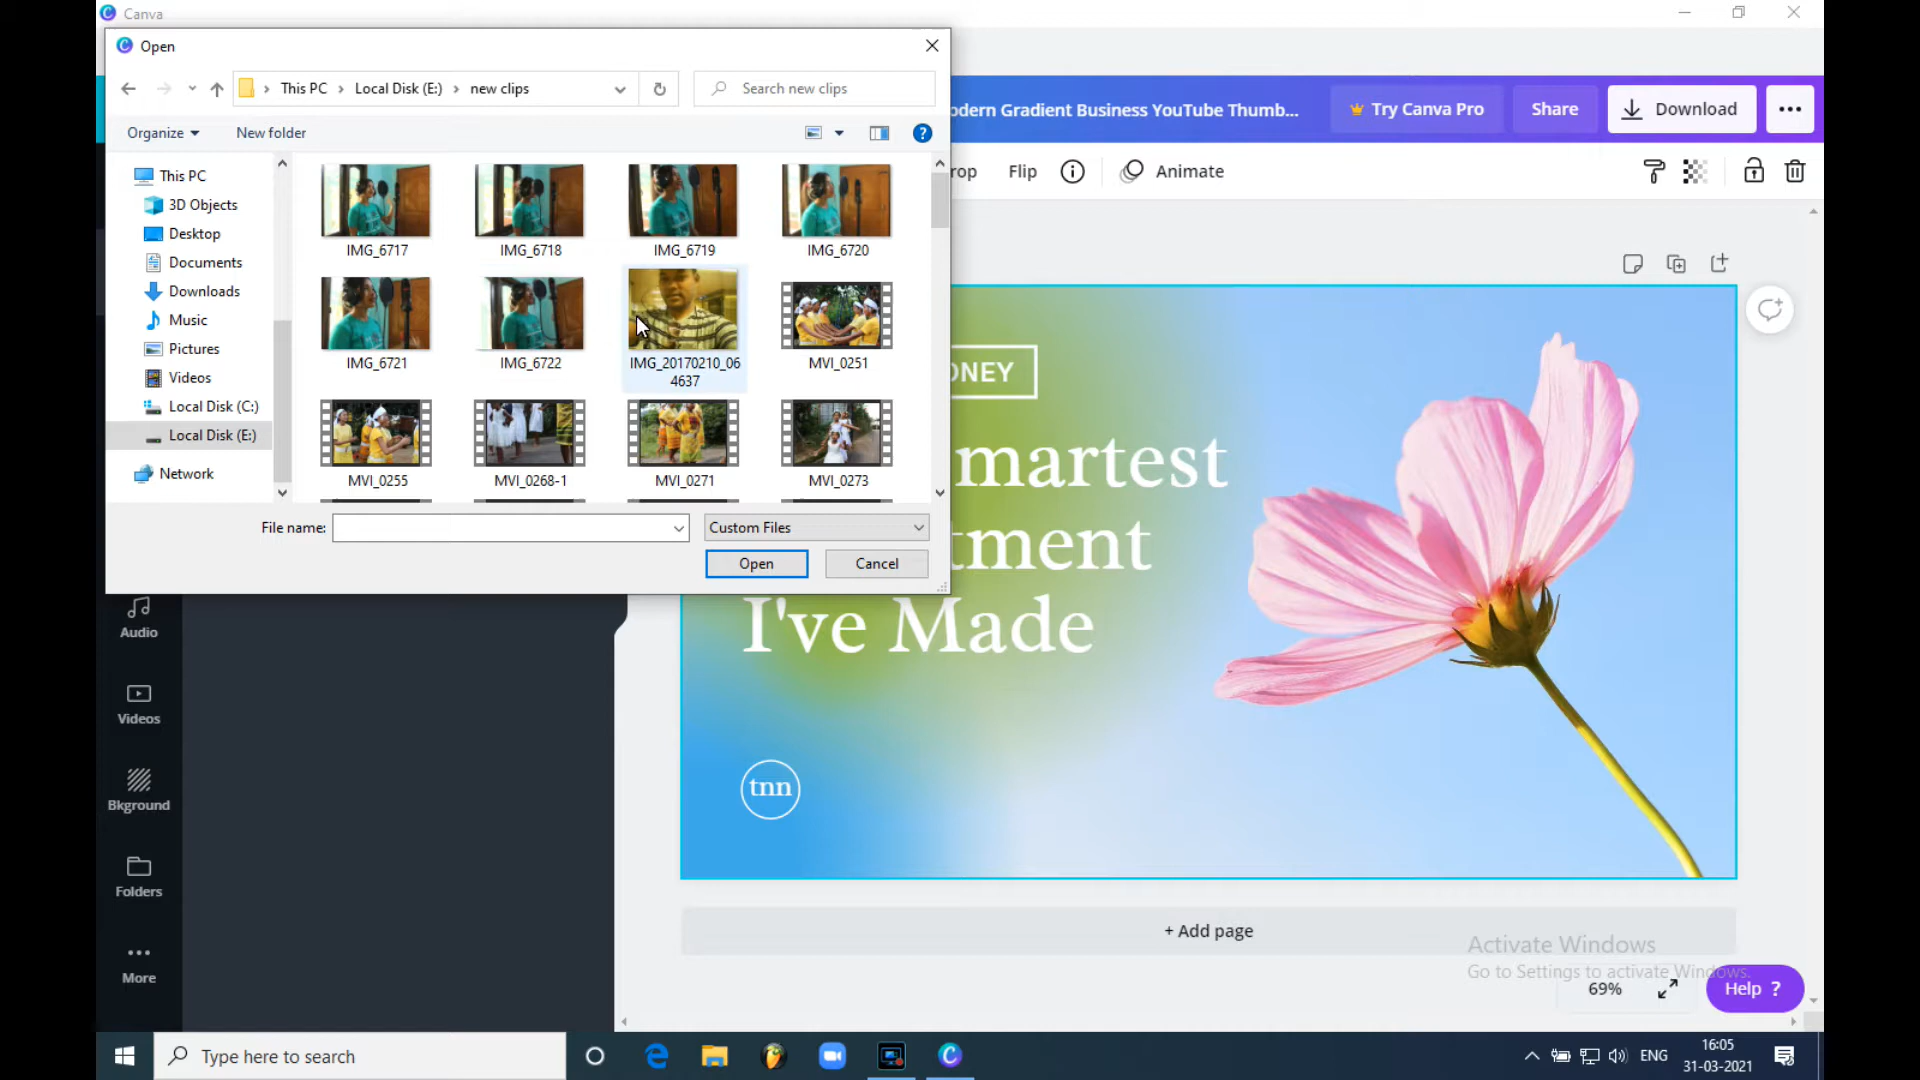 Canva
Open
This PC > Local Disk (E:) > new clips
Search new clips
Organize
New folder
This PC
3D Objects
Desktop
Documents
Downloads
Music
Pictures
Videos
Local Disk (C:)
Local Disk (E:)
Network
IMG_6717
IMG_6718
IMG_6719
IMG_6720
IMG_6721
IMG_6722
IMG_20170210_06
4637
MVI_0251
MVI_0255
MVI_0268-1
MVI_0271
MVI_0273
File name:
Custom Files
Open
Cancel
odern Gradient Business YouTube Thumb...
Try Canva Pro
Share
Download
rop
Flip
Animate
ONEY
martest
tment
I've Made
tnn
Audio
Videos
Bkground
Folders
More
+ Add page
Activate Windows
Go to Settings to activate Windows.
69%
Help ?
Type here to search
ENG
16:05
31-03-2021